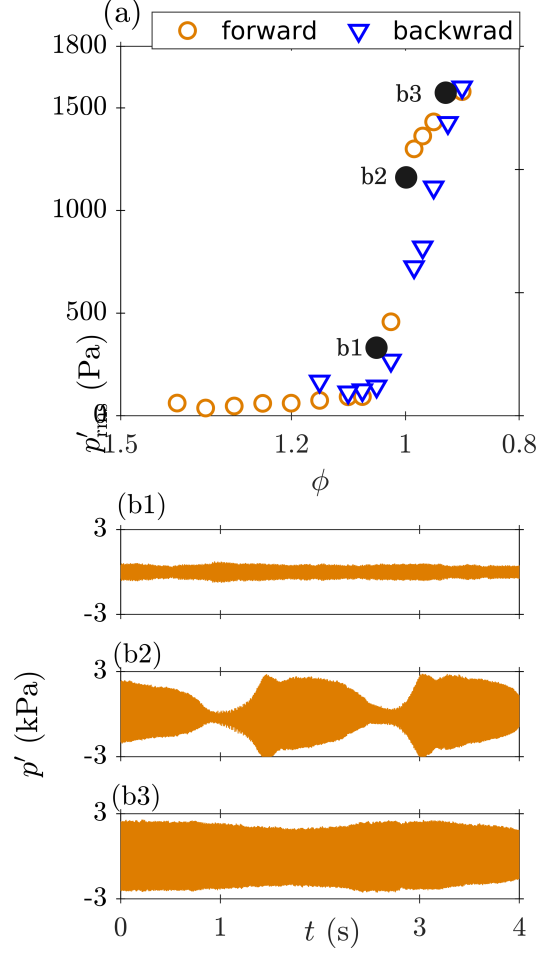 (a)
forward backwrad
1800
1500
1000
500
0
p′rms (Pa)
b3
b2
b1
1.5 1.2 1 0.8
ϕ
(b1)
3
-3
(b2)
3
-3
p′ (kPa)
(b3)
3
-3
0 1 t (s) 3 4